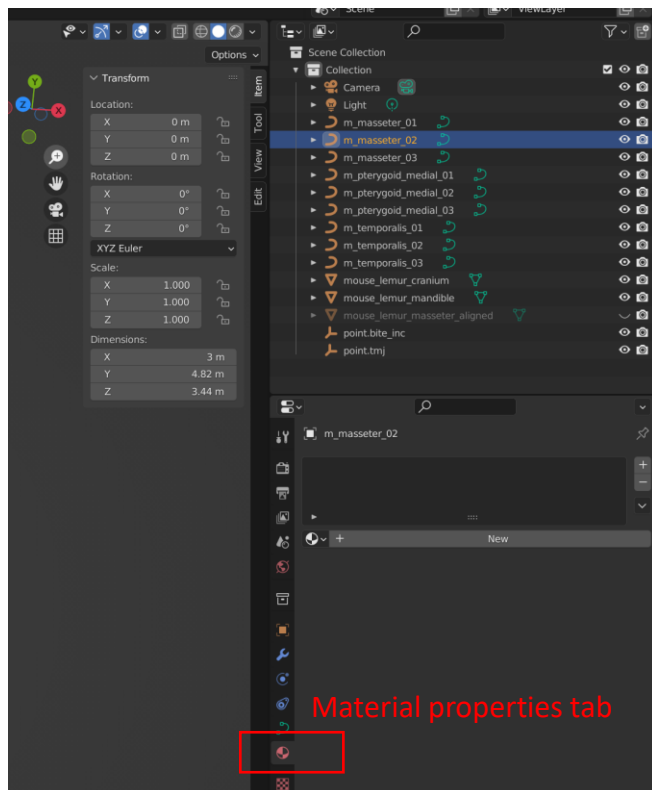 Scene
ViewLayer
Options
Scene Collection
Collection
Camera
Light
m_masseter_01
m_masseter_02
m_masseter_03
m_pterygoid_medial_01
m_pterygoid_medial_02
m_pterygoid_medial_03
m_temporalis_01
m_temporalis_02
m_temporalis_03
mouse_lemur_cranium
mouse_lemur_mandible
mouse_lemur_masseter_aligned
point.bite_inc
point.tmj
Transform
Location:
X 0 m
Y 0 m
Z 0 m
Rotation:
X 0°
Y 0°
Z 0°
XYZ Euler
Scale:
X 1.000
Y 1.000
Z 1.000
Dimensions:
X 3 m
Y 4.82 m
Z 3.44 m
Item
Tool
View
Edit
Y
Z
X
m_masseter_02
New
Material properties tab